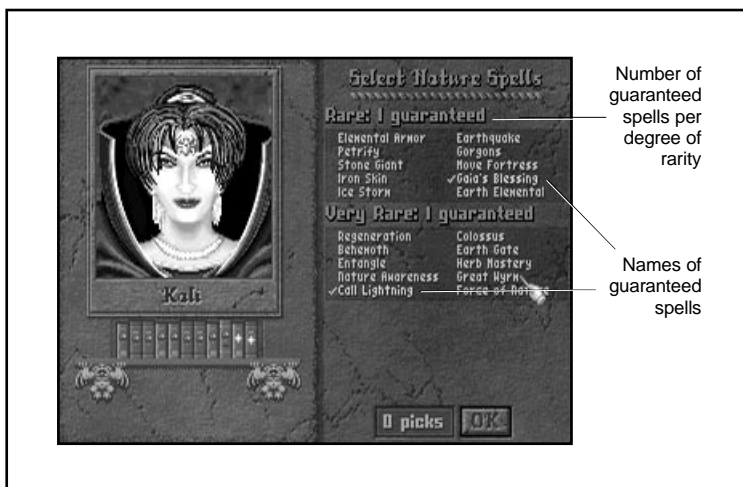 Select Nature Spells
Rare: 1 guaranteed
Elemental Armor Earthquake
Petrify Gorgons
Stone Giant Move Fortress
Iron Skin ✓Gaia's Blessing
Ice Storm Earth Elemental
Very Rare: 1 guaranteed
Regeneration Colossus
Behemoth Earth Gate
Entangle Herb Mastery
Nature Awareness Great Wyrm
✓Call Lightning Force of Nature
Kali
0 picks OK
Number of
guaranteed
spells per
degree of
rarity
Names of
guaranteed
spells